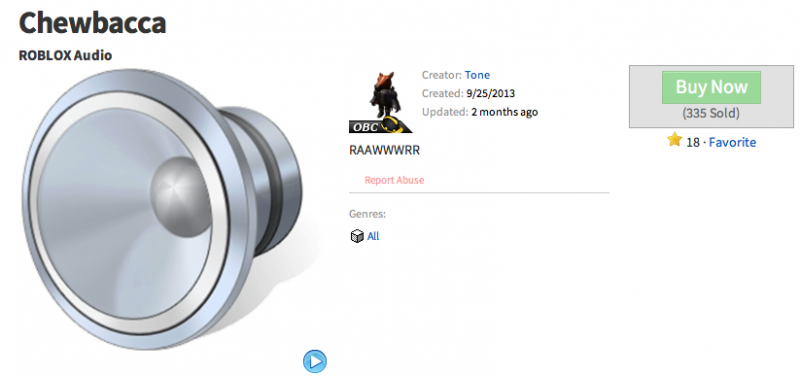 Chewbacca
ROBLOX Audio
Creator: Tone
Created: 9/25/2013
Updated: 2 months ago
OBC
RAAWWWRR
Report Abuse
Genres:
All
Buy Now
(335 Sold)
18 · Favorite